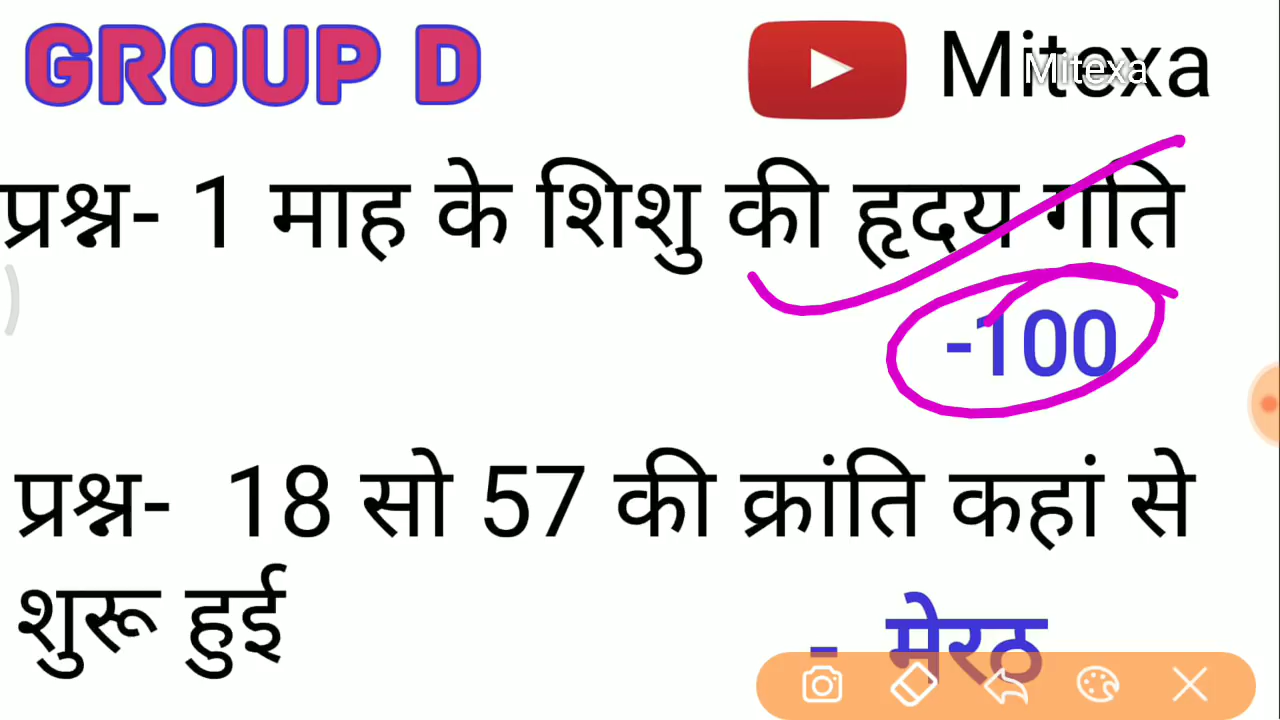 GROUP D
Mitexa
Mitexa
प्रश्न- 1 माह के शिशु की हृदय गति
-100
प्रश्न- 18 सो 57 की क्रांति कहां से
शुरू हुई
- मेरठ